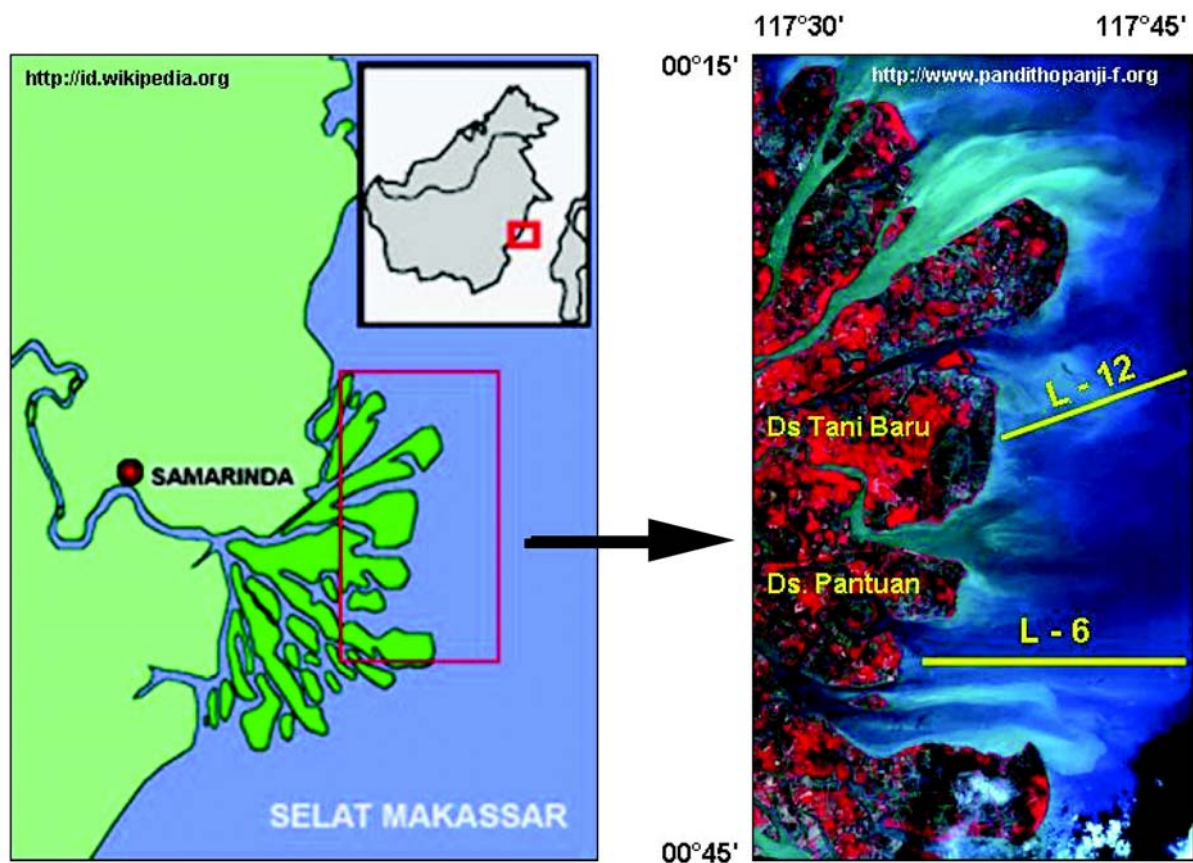 http://id.wikipedia.org
SAMARINDA
SELAT MAKASSAR
117°30' 117°45'
00°15'
http://www.pandithopanji-f.org
L - 12
Ds Tani Baru
Ds. Pantuan
L - 6
00°45'